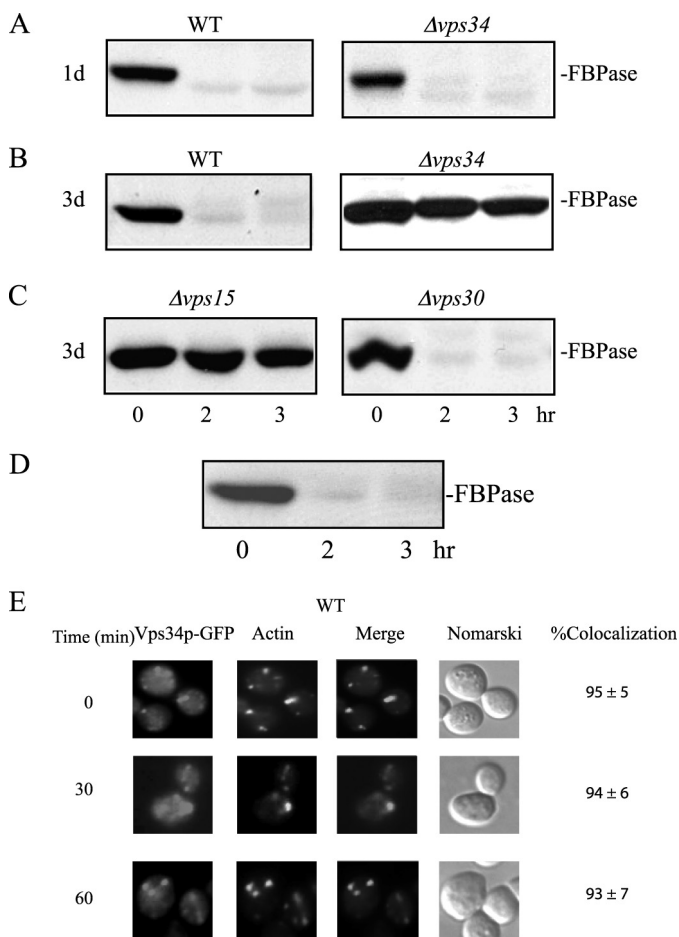 A
WT
Δvps34
1d
-FBPase
B
WT
Δvps34
3d
-FBPase
C
Δvps15
Δvps30
3d
-FBPase
0 2 3 0 2 3 hr
D
-FBPase
0 2 3 hr
E
WT
Time (min) Vps34p-GFP Actin Merge Nomarski %Colocalization
0 95 ± 5
30 94 ± 6
60 93 ± 7